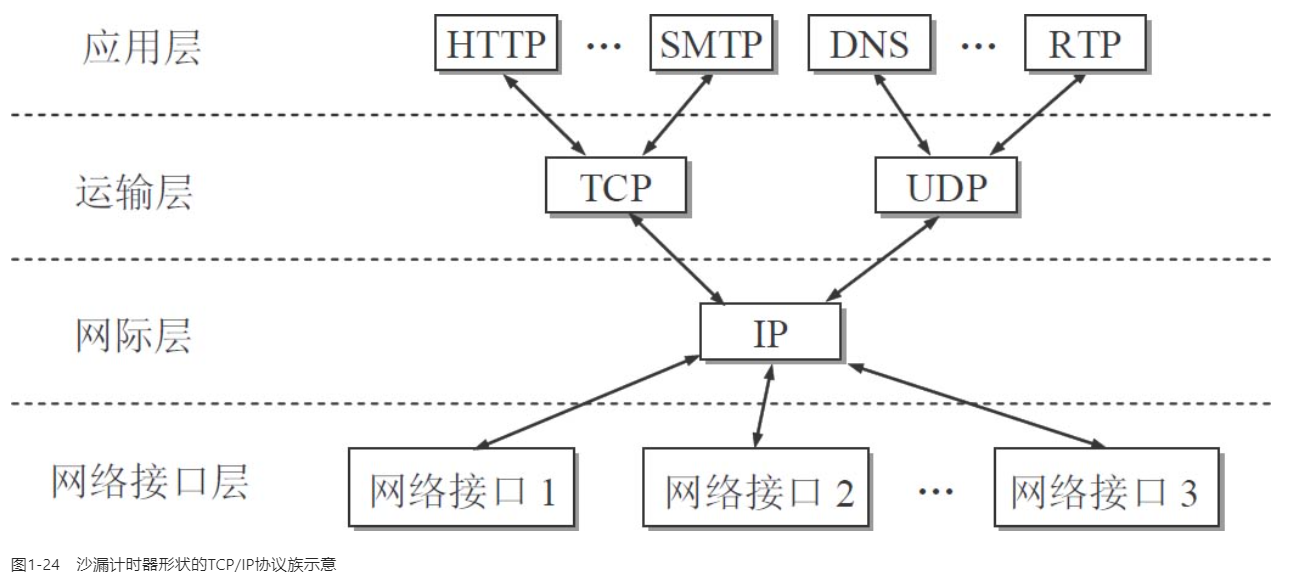 应用层 HTTP … SMTP DNS … RTP
运输层 TCP UDP
网际层 IP
网络接口层 网络接口 1 网络接口 2 … 网络接口 3
图1-24 沙漏计时器形状的TCP/IP协议族示意